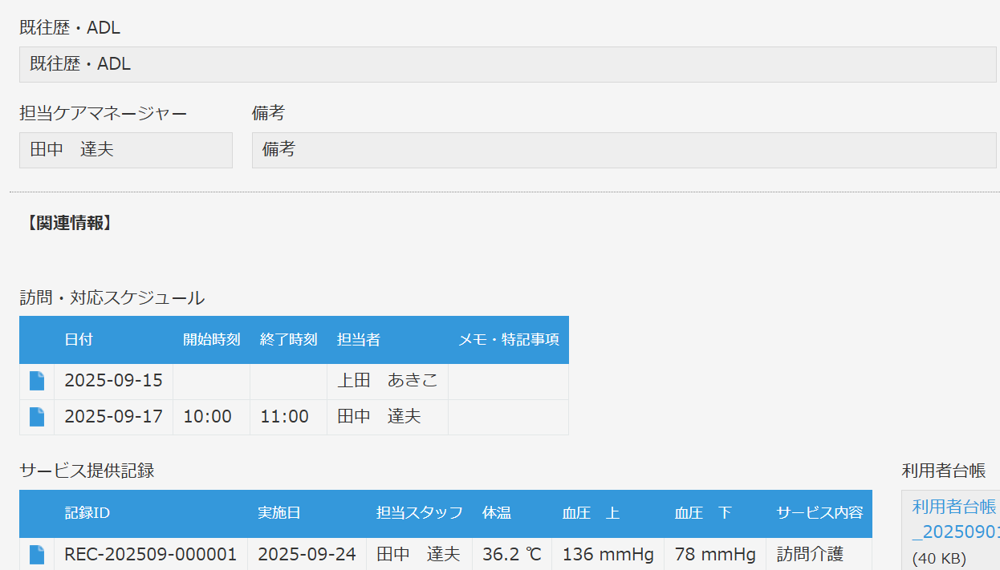 既往歴・ADL
既往歴・ADL
担当ケアマネージャー 備考
田中　達夫 備考
【関連情報】
訪問・対応スケジュール
日付 開始時刻 終了時刻 担当者 メモ・特記事項
2025-09-15 上田　あきこ
2025-09-17 10:00 11:00 田中　達夫
サービス提供記録 利用者台帳
記録ID 実施日 担当スタッフ 体温 血圧　上 血圧　下 サービス内容 利用者台帳
_20250901
REC-202509-000001 2025-09-24 田中　達夫 36.2 ℃ 136 mmHg 78 mmHg 訪問介護 (40 KB)